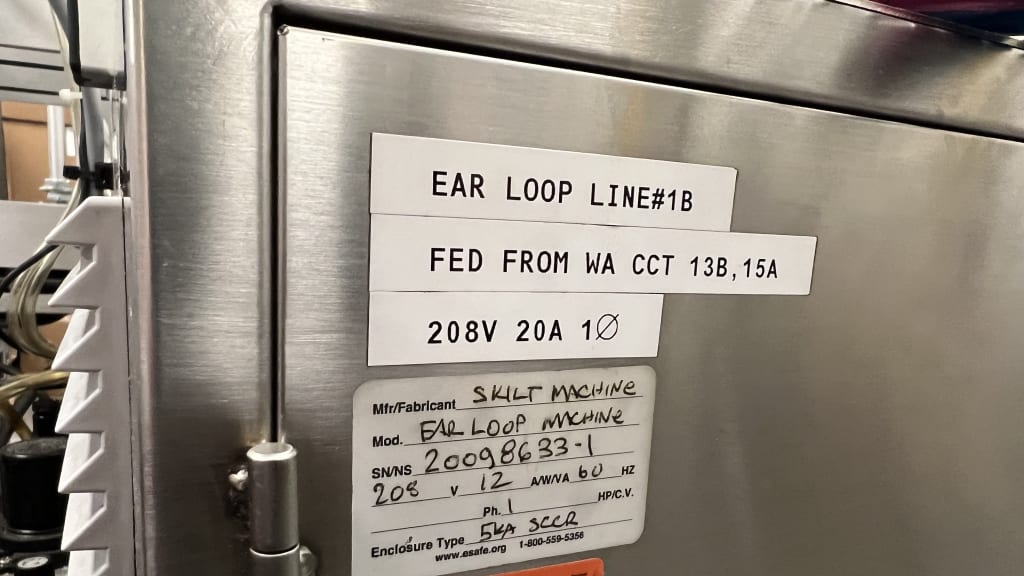 EAR LOOP LINE#1B
FED FROM WA CCT 13B,15A
208V 20A 1Ø
Mfr/Fabricant SKILT MACHINE
Mod. EAR LOOP MACHINE
SN/NS 20098633-1
208 V 12 A/W/VA 60 HZ
Ph. 1 HP/C.V.
Enclosure Type 5KA SCCR
www.esafe.org 1-800-559-5356